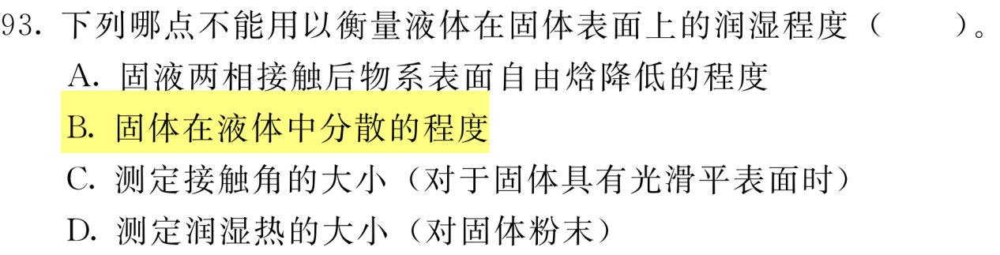 93. 下列哪点不能用以衡量液体在固体表面上的润湿程度（　　）。
A. 固液两相接触后物系表面自由焓降低的程度
B. 固体在液体中分散的程度
C. 测定接触角的大小（对于固体具有光滑平表面时）
D. 测定润湿热的大小（对固体粉末）